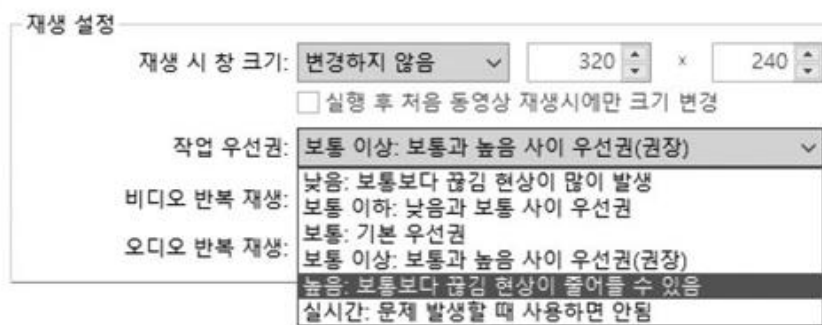 재생 설정
재생 시 창 크기: 변경하지 않음 320 x 240
실행 후 처음 동영상 재생시에만 크기 변경
작업 우선권: 보통 이상: 보통과 높음 사이 우선권(권장)
낮음: 보통보다 끊김 현상이 많이 발생
비디오 반복 재생: 보통 이하: 낮음과 보통 사이 우선권
보통: 기본 우선권
오디오 반복 재생: 보통 이상: 보통과 높음 사이 우선권(권장)
높음: 보통보다 끊김 현상이 줄어들 수 있음
실시간: 문제 발생할 때 사용하면 안됨